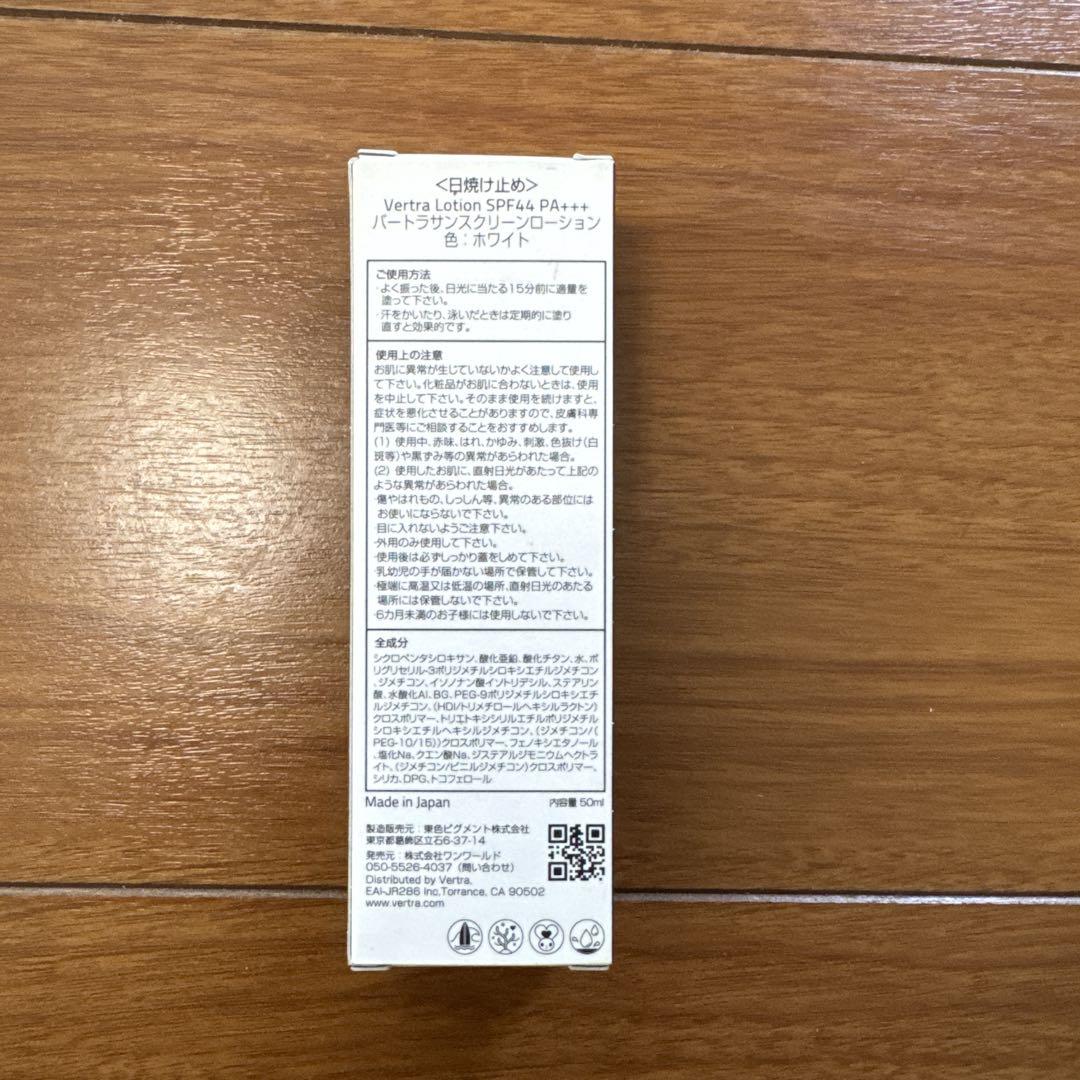 <日焼け止め>
Vertra Lotion SPF44 PA+++
バートラサンスクリーンローション
色：ホワイト
ご使用方法
・よく振った後、日光に当たる15分前に適量を
塗って下さい。
・汗をかいたり、泳いだときは定期的に塗り
直すと効果的です。
使用上の注意
お肌に異常が生じていないかよく注意して使用し
て下さい。化粧品がお肌に合わないときは、使用
を中止して下さい。そのまま使用を続けますと、
症状を悪化させることがありますので、皮膚科専
門医等にご相談することをおすすめします。
(1) 使用中、赤味、はれ、かゆみ、刺激、色抜け(白
斑等)や黒ずみ等の異常があらわれた場合。
(2) 使用したお肌に、直射日光があたって上記の
ような異常があらわれた場合。
・傷やはれもの、しっしん等、異常のある部位には
お使いにならないで下さい。
・目に入れないようご注意下さい。
・外用のみ使用して下さい。
・使用後は必ずしっかり蓋をしめて下さい。
・乳幼児の手が届かない場所で保管して下さい。
・極端に高温又は低温の場所、直射日光のあたる
場所には保管しないで下さい。
・6カ月未満のお子様には使用しないで下さい。
全成分
シクロペンタシロキサン、酸化亜鉛、酸化チタン、水、ポ
リグリセリル-3ポリジメチルシロキシエチルジメチコン
、ジメチコン、イソノナン酸イソトリデシル、ステアリン
酸、水酸化Al、BG、PEG-9ポリジメチルシロキシエチ
ルジメチコン、(HDI/トリメチロールヘキシルラクトン)
クロスポリマー、トリエトキシシリルエチルポリジメチル
シロキシエチルヘキシルジメチコン、(ジメチコン/(
PEG-10/15))クロスポリマー、フェノキシエタノール
、塩化Na、クエン酸Na、ジステアルジモニウムヘクトラ
イト、(ジメチコン/ビニルジメチコン)クロスポリマー、
シリカ、DPG、トコフェロール
Made in Japan
内容量 50ml
製造販売元：東色ピグメント株式会社
東京都葛飾区立石6-37-14
発売元：株式会社ワンワールド
050-5526-4037（問い合わせ）
Distributed by Vertra,
EAI-JR286 Inc,Torrance, CA 90502
www.vertra.com